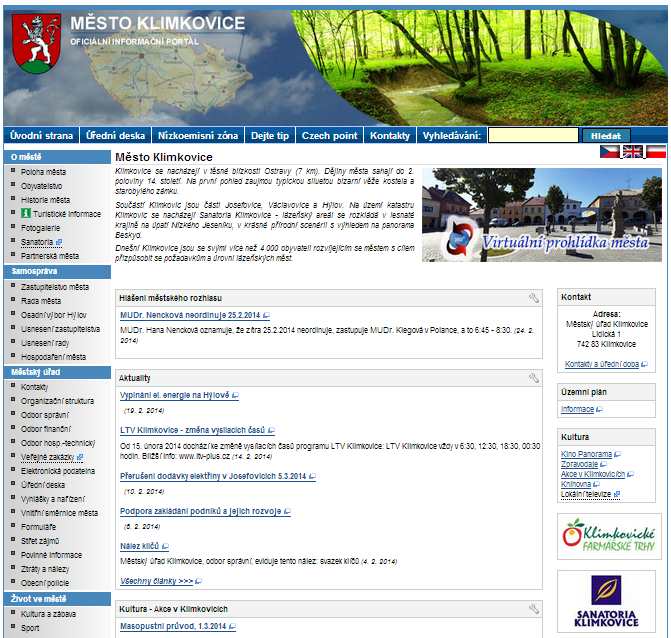 MĚSTO KLIMKOVICE
OFICIÁLNÍ INFORMAČNÍ PORTÁL
Úvodní strana Úřední deska Nízkoemisní zóna Dejte tip Czech point Kontakty Vyhledávání: Hledat
O městě
Poloha města
Obyvatelstvo
Historie města
Turistické informace
Fotogalerie
Sanatoria
Partnerská města
Samospráva
Zastupitelstvo města
Rada města
Osadní výbor Hýlov
Usnesení zastupitelstva
Usnesení rady
Hospodaření města
Městský úřad
Kontakty
Organizační struktura
Odbor správní
Odbor finanční
Odbor hosp.-technický
Veřejné zakázky
Elektronická podatelna
Úřední deska
Vyhlášky a nařízení
Vnitřní směrnice města
Formuláře
Střet zájmů
Povinné informace
Ztráty a nálezy
Obecní policie
Život ve městě
Kultura a zábava
Sport
Město Klimkovice
Klimkovice se nacházejí v těsné blízkosti Ostravy (7 km). Dějiny města sahají do 2.
poloviny 14. století. Na první pohled zaujmou typickou siluetou bizarní věže kostela a
starobylého zámku.
Součástí Klimkovic jsou části Josefovice, Václavovice a Hýlov. Na území katastru
Klimkovic se nacházejí Sanatoria Klimkovice - lázeňský areál se rozkládá v lesnaté
krajině na úpatí Nízkého Jeseníku, v krásné přírodní scenérii s výhledem na panorama
Beskyd.
Dnešní Klimkovice jsou se svými více než 4 000 obyvateli rozvíjejícím se městem s cílem
přizpůsobit se požadavkům a úrovni lázeňských měst.
360°
Virtuální prohlídka města
Hlášení městského rozhlasu
MUDr. Nencková neordinuje 25.2.2014
MUDr. Hana Nencková oznamuje, že zítra 25.2.2014 neordinuje, zastupuje MUDr. Klegová v Polance, a to 6:45 - 8:30. (24. 2.
2014)
Aktuality
Vypínání el. energie na Hýlově
(19. 2. 2014)
LTV Klimkovice - změna vysílacích časů
Od 15. února 2014 dochází ke změně vysílacích časů programu LTV Klimkovice: LTV Klimkovice vždy v 6:30, 12:30, 18:30, 00:30
hodin. Bližší info: www.ltv-plus.cz (14. 2. 2014)
Přerušení dodávky elektřiny v Josefovicích 5.3.2014
(10. 2. 2014)
Podpora zakládání podniků a jejich rozvoje
(6. 2. 2014)
Nález klíčů
Městský úřad Klimkovice, odbor správní, eviduje tento nález: svazek klíčů (4. 2. 2014)
Všechny články >>>
Kultura - Akce v Klimkovicích
Masopustní průvod, 1.3.2014
Kontakt
Adresa:
Městský úřad Klimkovice
Lidická 1
742 83 Klimkovice
Kontakty a úřední doba
Územní plán
Informace
Kultura
Kino Panorama
Zpravodaje
Akce v Klimkovicích
Knihovna
Lokální televize
Klimkovické
FARMÁŘSKÉ TRHY
SANATORIA
KLIMKOVICE